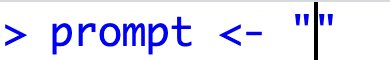 > prompt <- ""